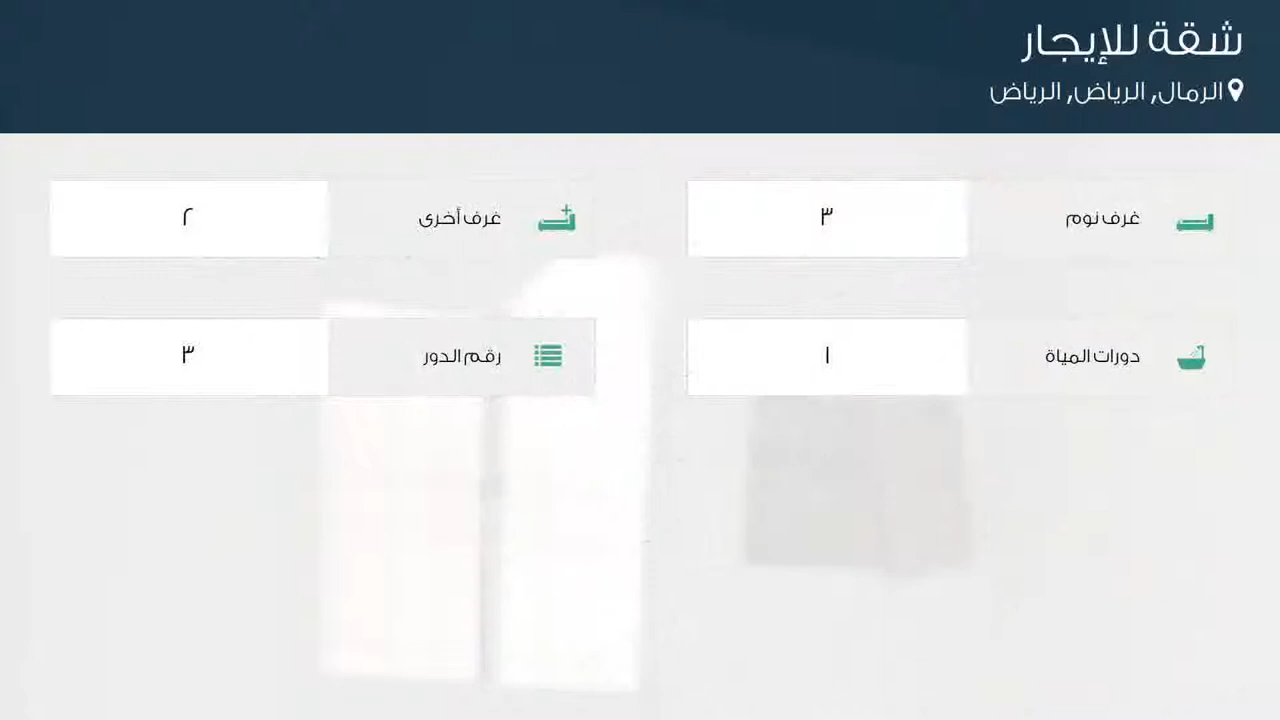 شقة للإيجار
الرمال, الرياض, الرياض
غرف نوم ٣
غرف أخرى ٢
دورات المياة ١
رقم الدور ٣